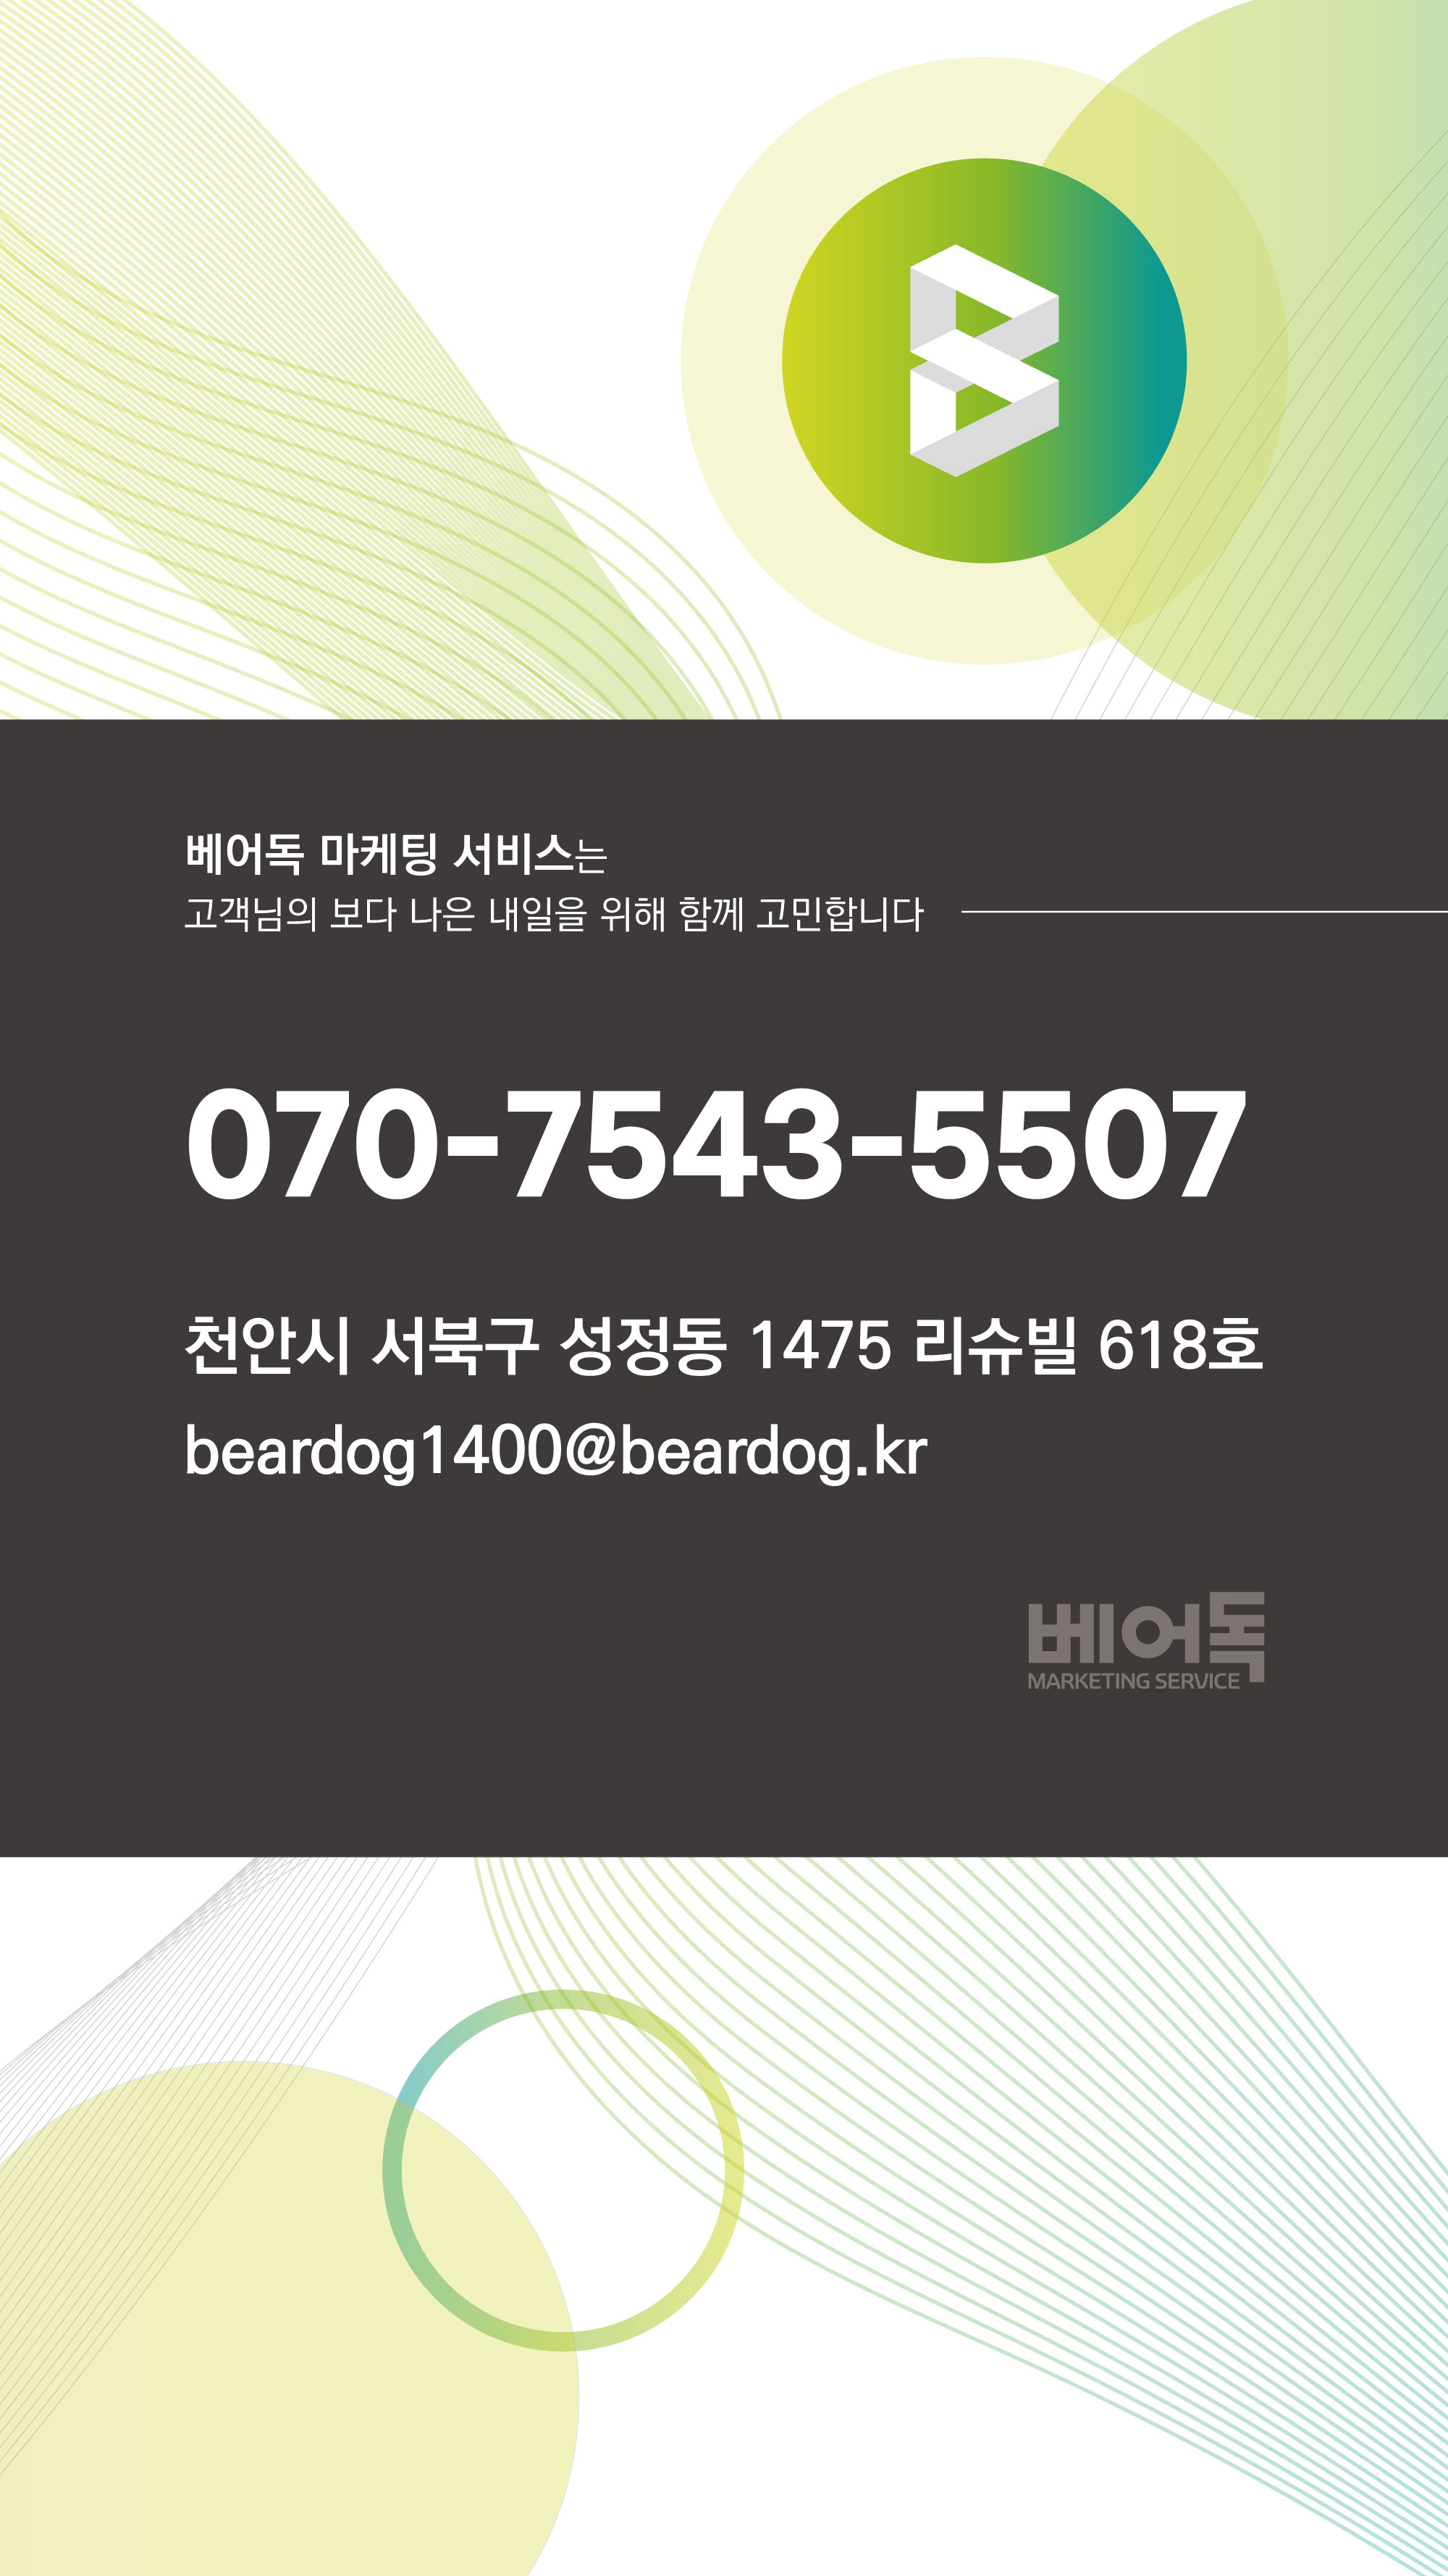 베어독 마케팅 서비스는
고객님의 보다 나은 내일을 위해 함께 고민합니다
070-7543-5507
천안시 서북구 성정동 1475 리슈빌 618호
beardog1400@beardog.kr
베어독
MARKETING SERVICE